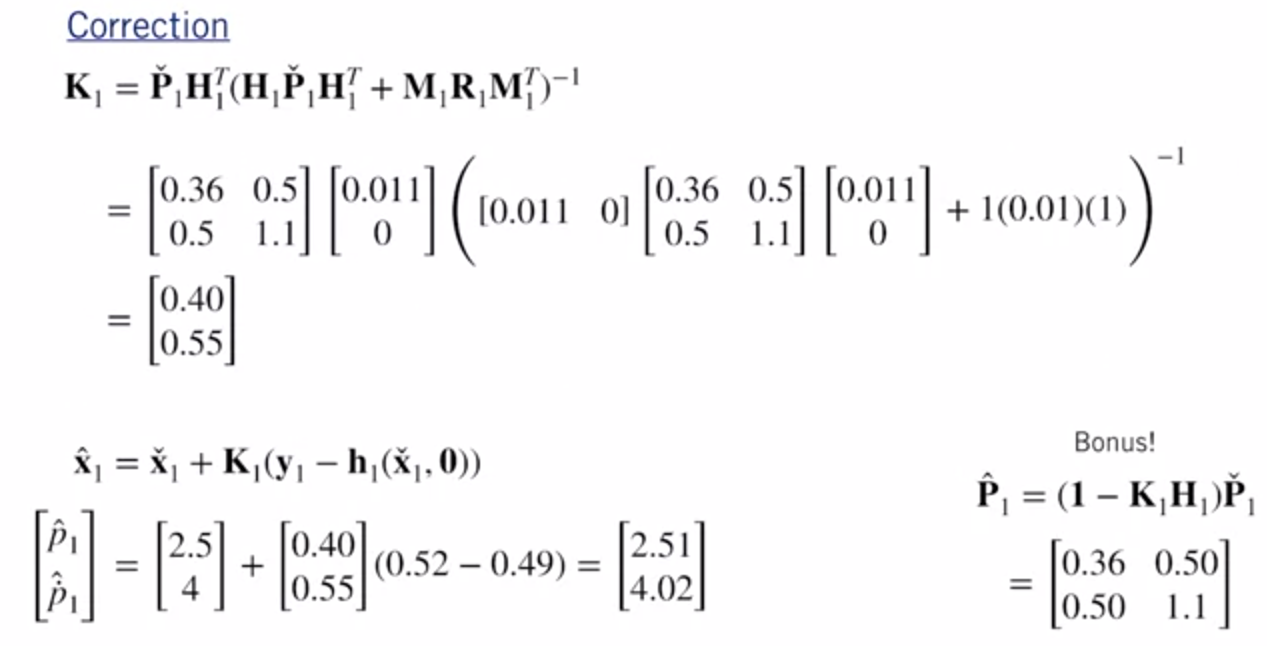 Correction
K₁ = P̌₁H₁ᵀ(H₁P̌₁H₁ᵀ + M₁R₁M₁ᵀ)⁻¹
= [0.36 0.5; 0.5 1.1] [0.011; 0] ([0.011 0] [0.36 0.5; 0.5 1.1] [0.011; 0] + 1(0.01)(1))⁻¹
= [0.40; 0.55]
x̂₁ = x̌₁ + K₁(y₁ − h₁(x̌₁, 0))
[p̂₁; ṗ̂₁] = [2.5; 4] + [0.40; 0.55] (0.52 − 0.49) = [2.51; 4.02]
Bonus!
P̂₁ = (1 − K₁H₁)P̌₁
= [0.36 0.50; 0.50 1.1]